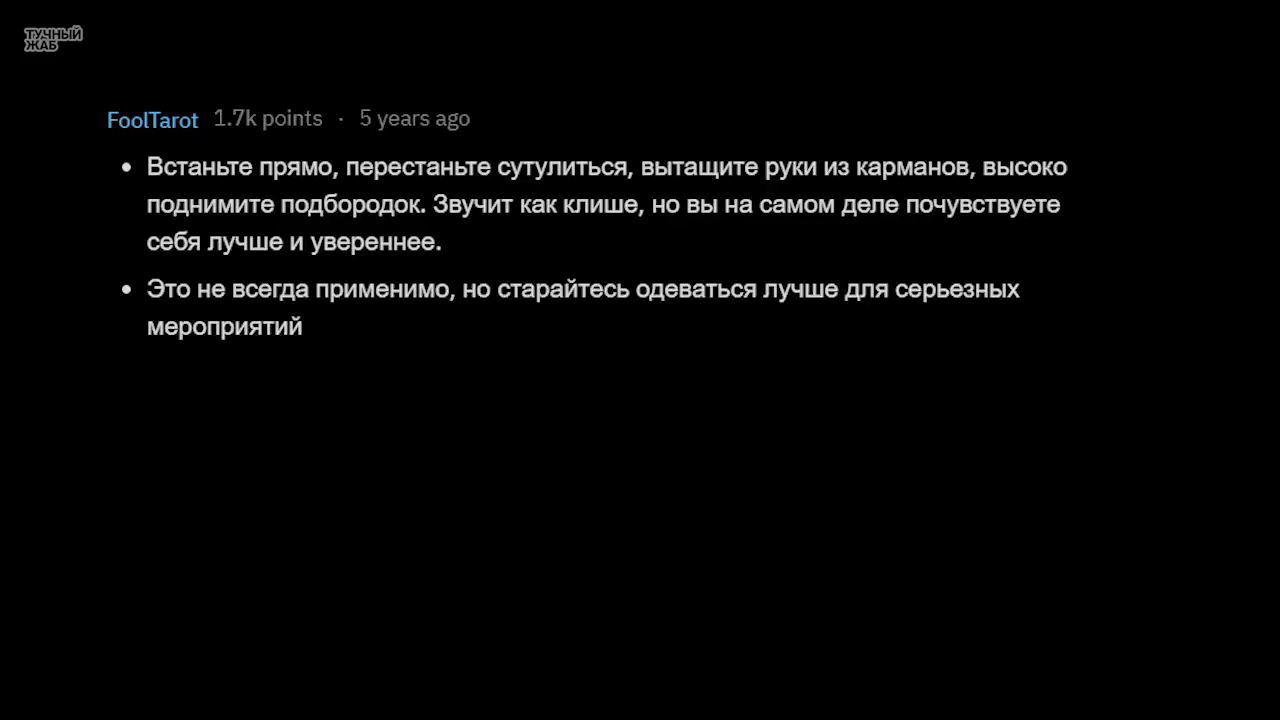 ТУЧНЫЙ
ЖАБ
FoolTarot 1.7k points · 5 years ago
• Встаньте прямо, перестаньте сутулиться, вытащите руки из карманов, высоко
поднимите подбородок. Звучит как клише, но вы на самом деле почувствуете
себя лучше и увереннее.
• Это не всегда применимо, но старайтесь одеваться лучше для серьезных
мероприятий